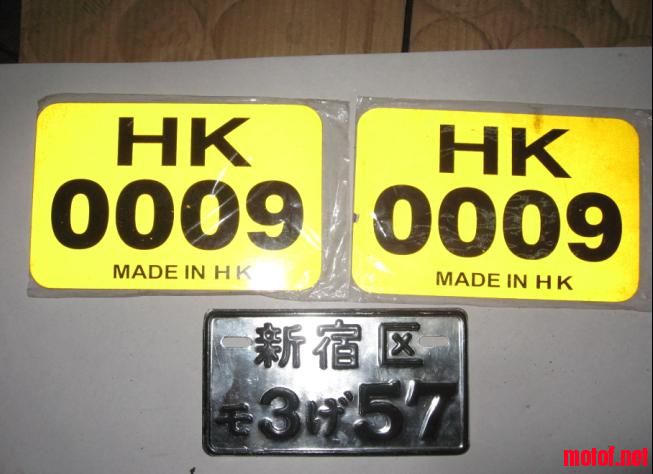 HK
0009
MADE IN HK
HK
0009
MADE IN HK
新宿区
モ3げ57
motof.net